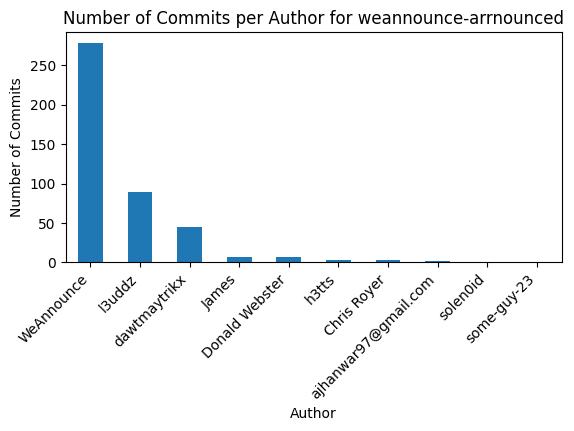 Number of Commits per Author for weannounce-arrnounced
Number of Commits
250
200
150
100
50
0
WeAnnounce
l3uddz
dawtmaytrikx
James
Donald Webster
h3tts
Chris Royer
ajhanwar97@gmail.com
solen0id
some-guy-23
Author